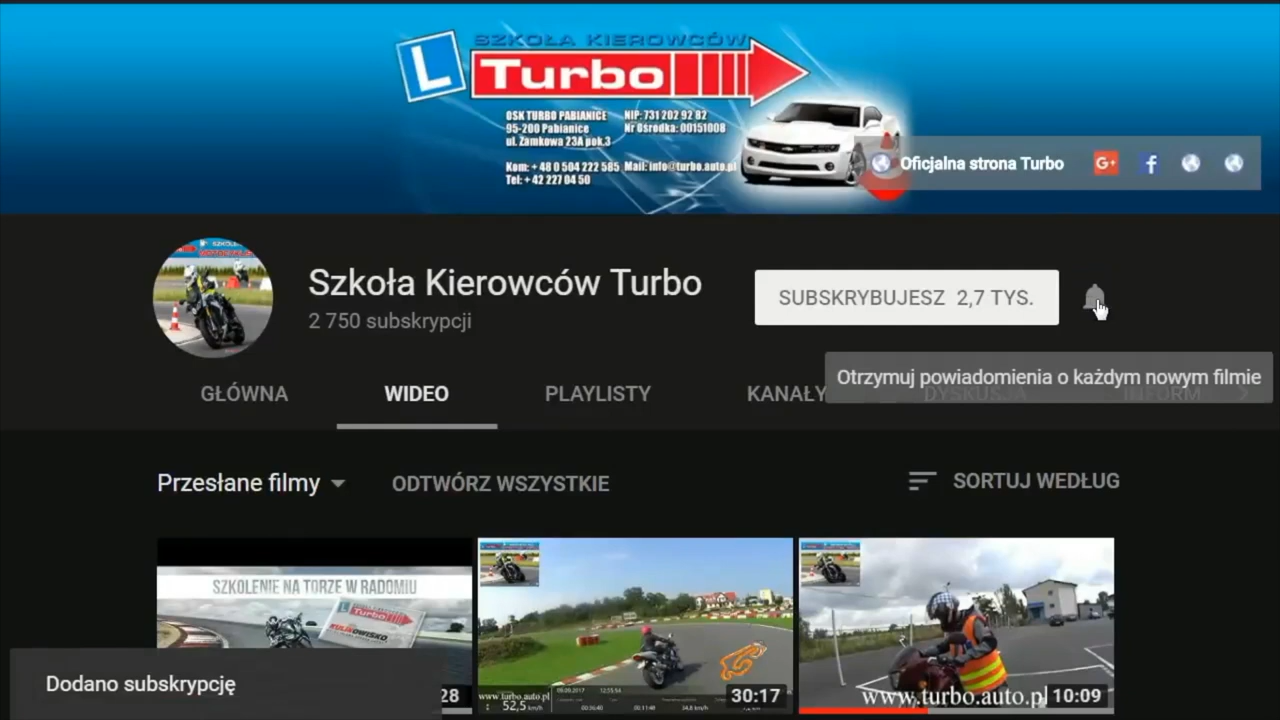 L
SZKOŁA KIEROWCÓW
Turbo
OSK TURBO PABIANICE NIP: 731 202 92 82
95-200 Pabianice Nr Ośrodka: 00151008
ul. Zamkowa 23A pok.3
Kom: + 48 0 504 222 585 Mail: info@turbo.auto.pl
Tel: + 42 227 04 50
Oficjalna strona Turbo
G+ f
Szkoła Kierowców Turbo
2 750 subskrypcji
SUBSKRYBUJESZ 2,7 TYS.
Otrzymuj powiadomienia o każdym nowym filmie
GŁÓWNA WIDEO PLAYLISTY KANAŁY DYSKUSJA INFORM
Przesłane filmy ODTWÓRZ WSZYSTKIE SORTUJ WEDŁUG
SZKOLENIE NA TORZE W RADOMIU
L Turbo
Dodano subskrypcję
28
www.turbo.auto.pl
52,5 km/h
30:17
www.turbo.auto.pl
10:09